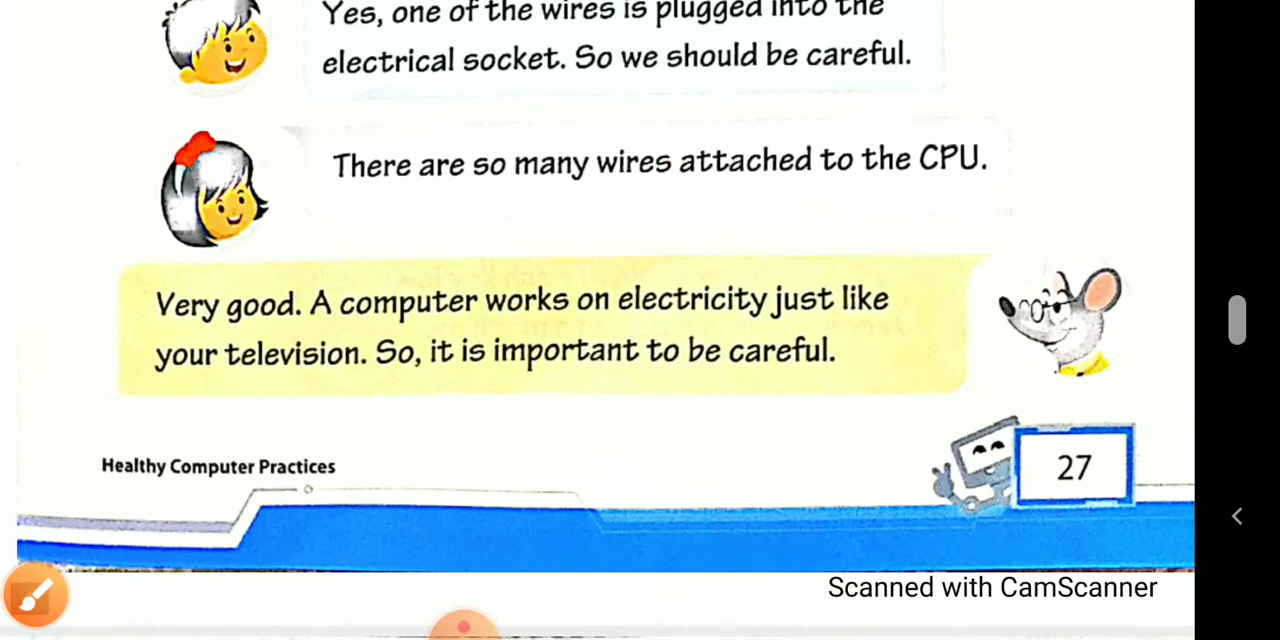 Yes, one of the wires is plugged into the
electrical socket. So we should be careful.
There are so many wires attached to the CPU.
Very good. A computer works on electricity just like
your television. So, it is important to be careful.
Healthy Computer Practices
27
Scanned with CamScanner